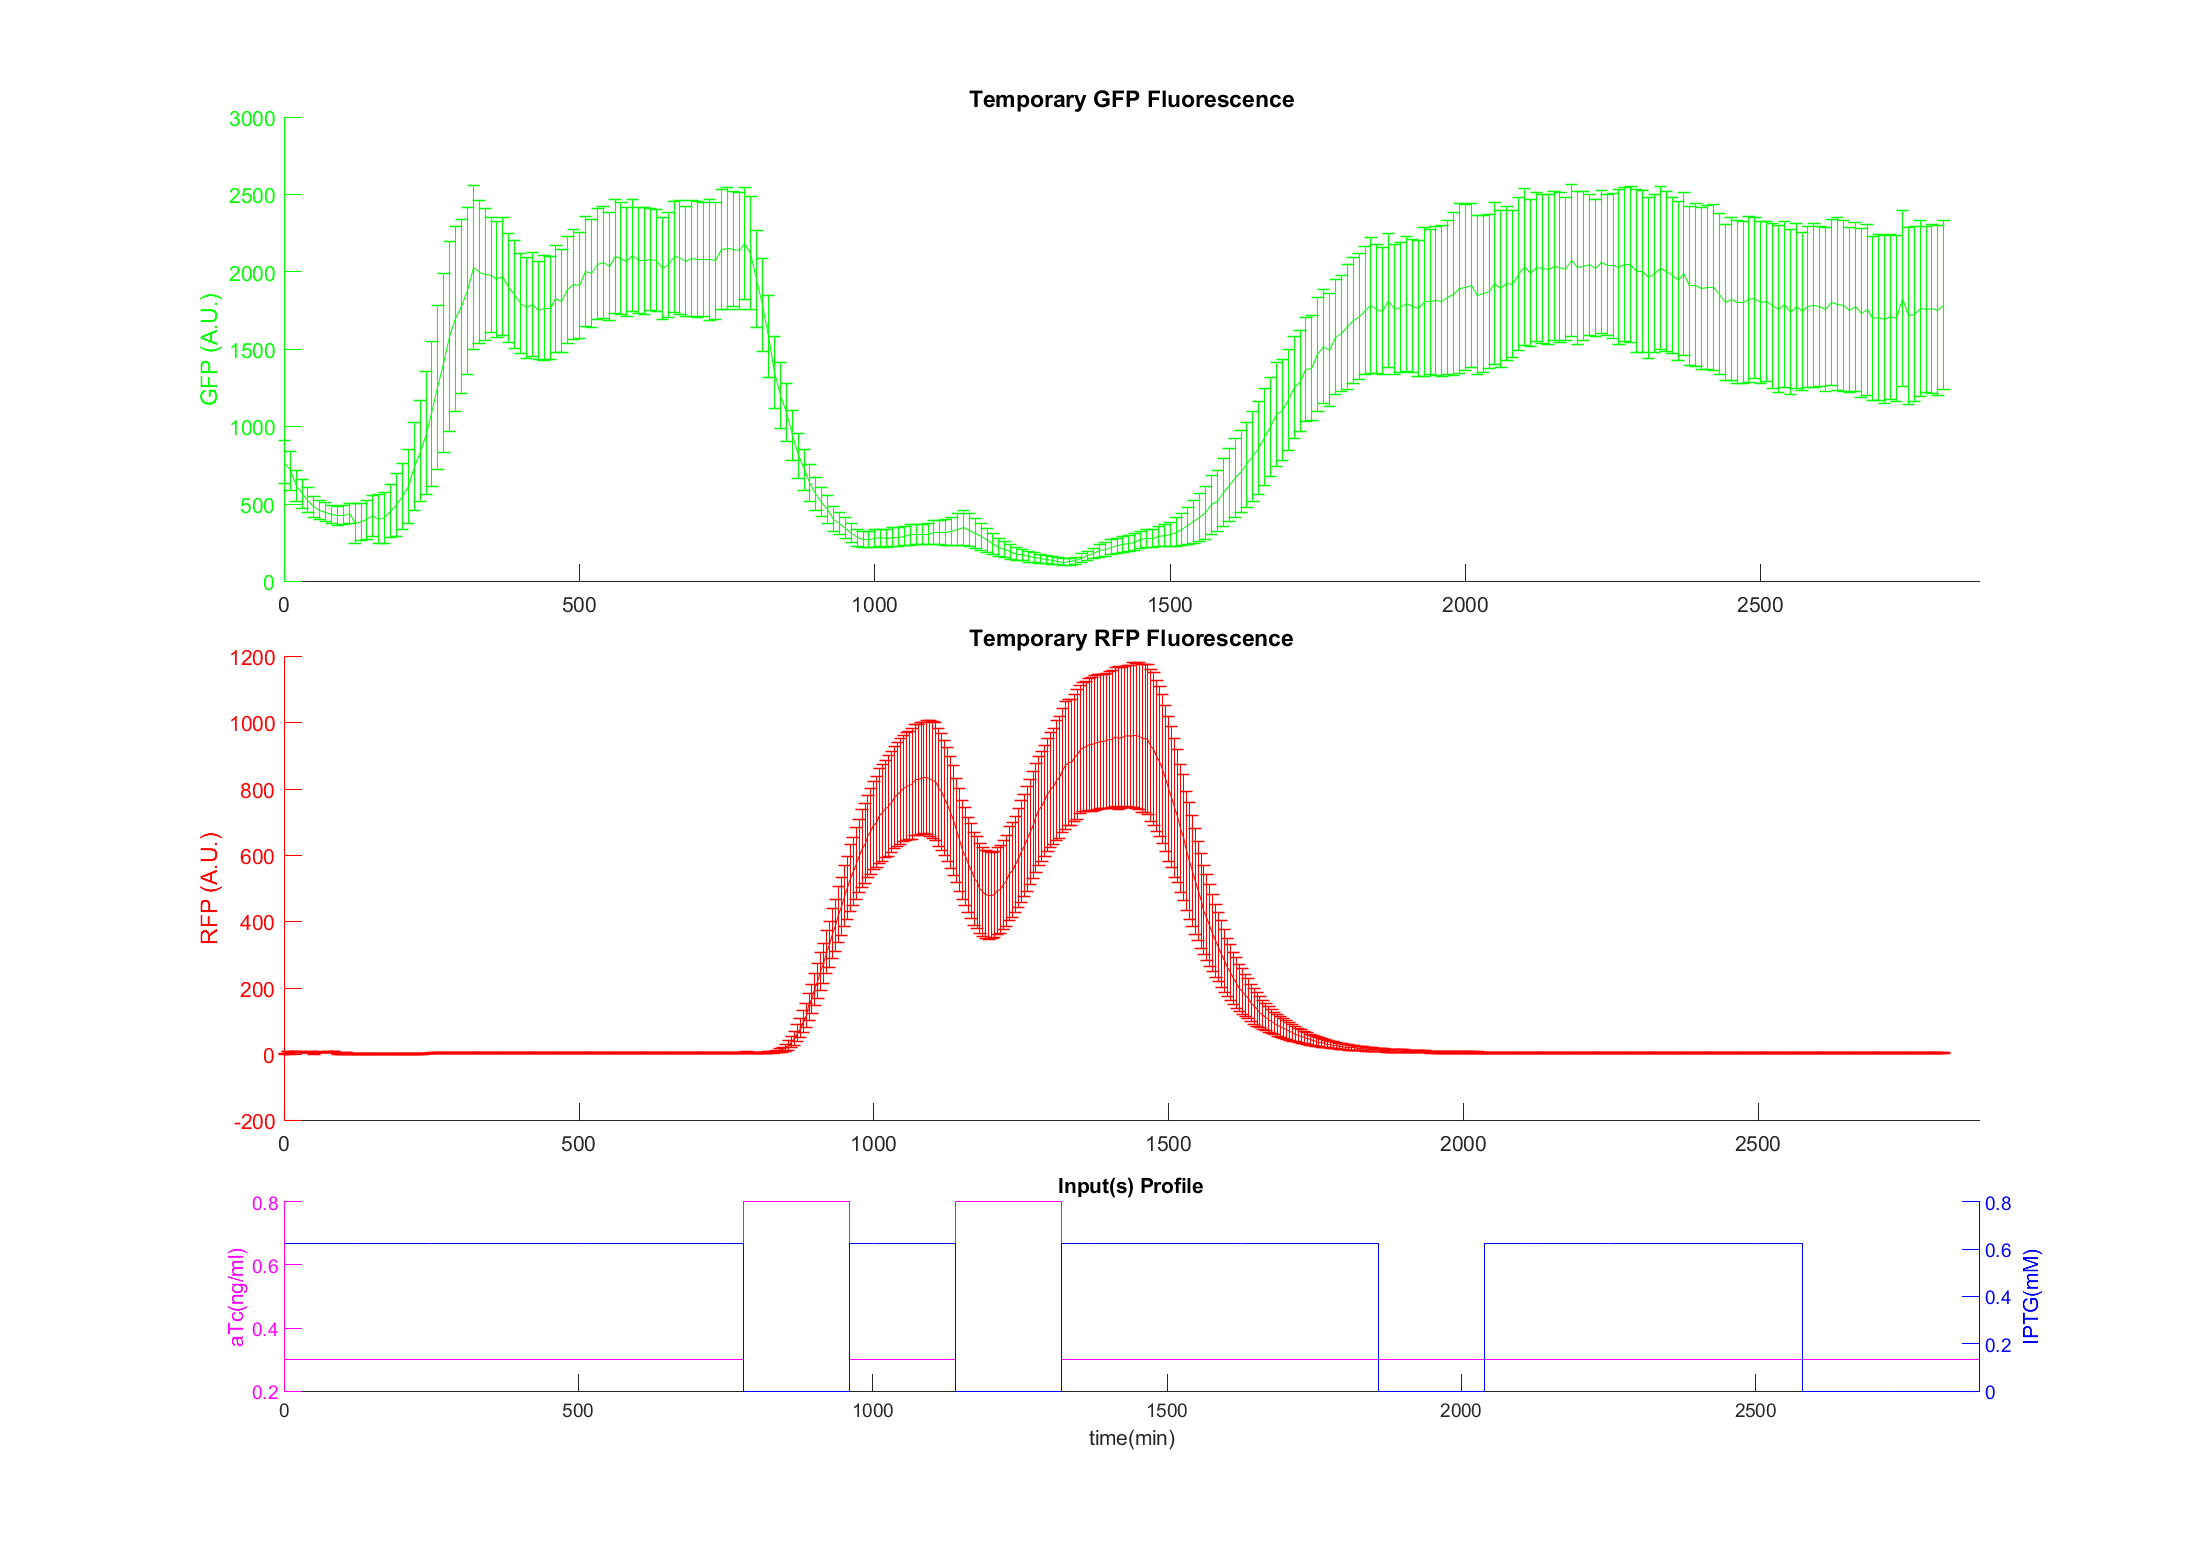 Temporary GFP Fluorescence
3000
2500
2000
1500
1000
500
0
GFP (A.U.)
0 500 1000 1500 2000 2500
Temporary RFP Fluorescence
1200
1000
800
600
400
200
0
-200
RFP (A.U.)
0 500 1000 1500 2000 2500
Input(s) Profile
0.8
0.6
0.4
0.2
aTc(ng/ml)
0.8
0.6
0.4
0.2
0
IPTG(mM)
0 500 1000 1500 2000 2500
time(min)